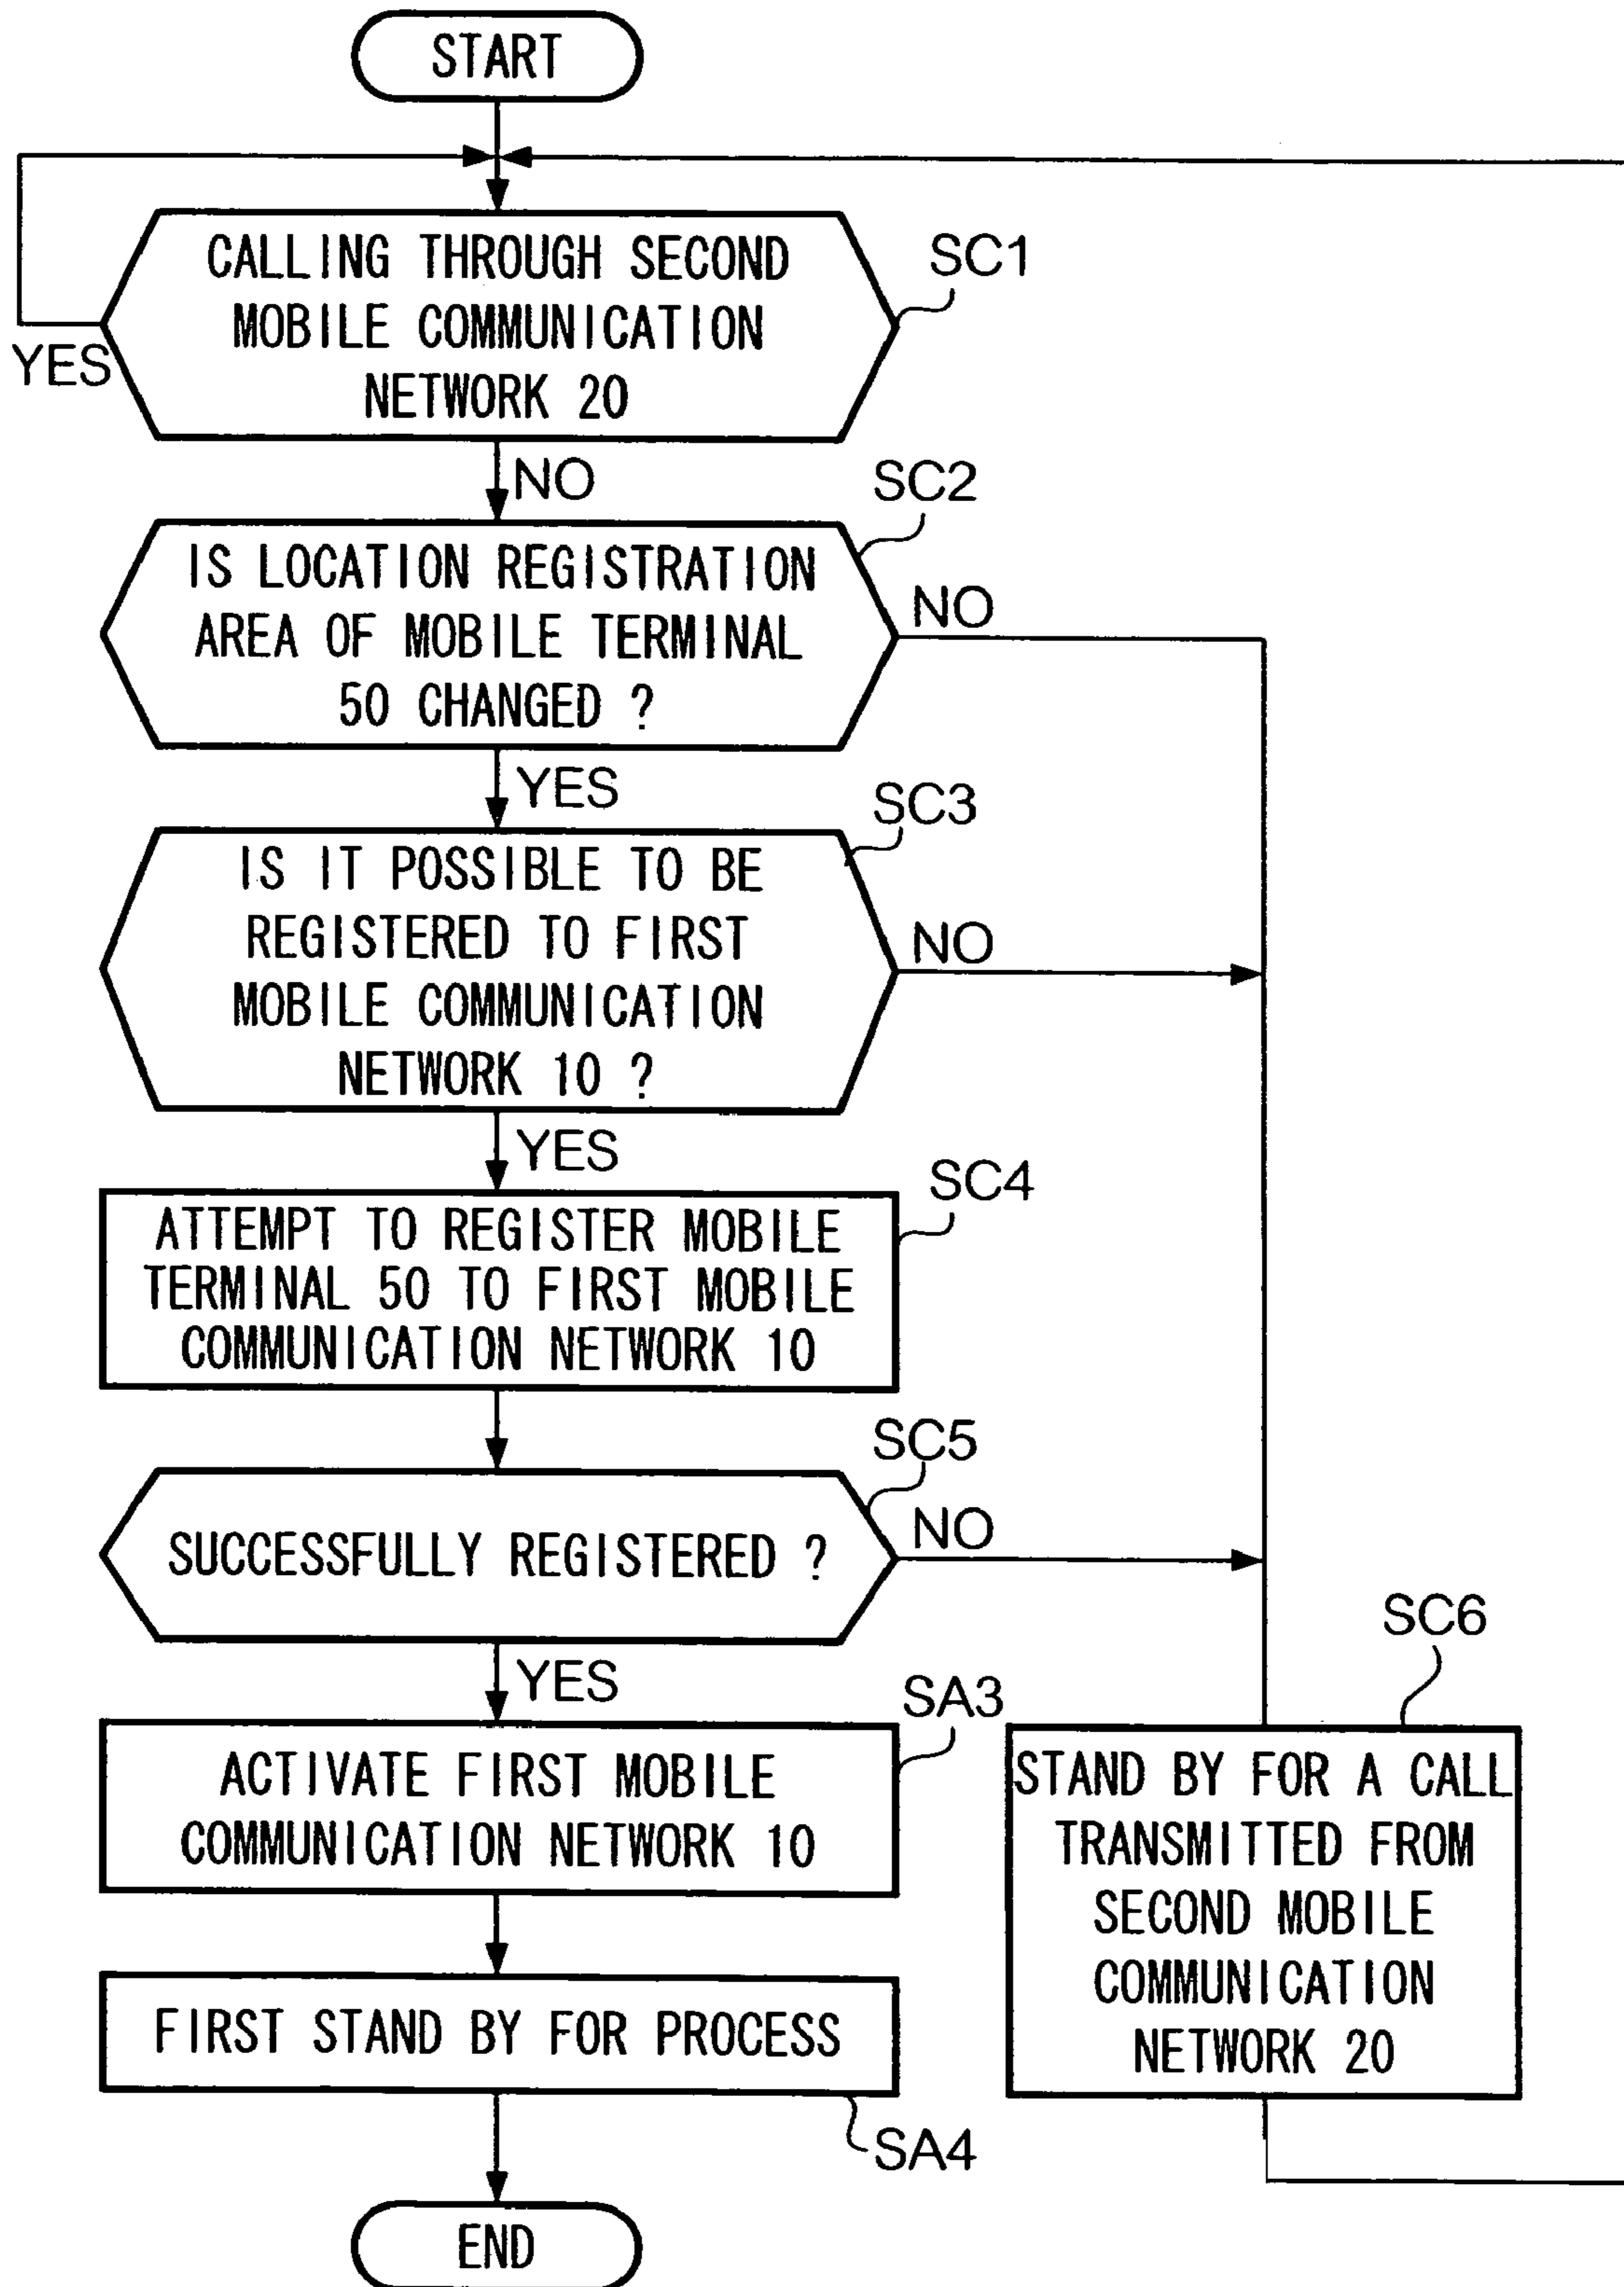 START
CALLING THROUGH SECOND
MOBILE COMMUNICATION
NETWORK 20
SC1
YES
NO
SC2
IS LOCATION REGISTRATION
AREA OF MOBILE TERMINAL
50 CHANGED ?
NO
YES
SC3
IS IT POSSIBLE TO BE
REGISTERED TO FIRST
MOBILE COMMUNICATION
NETWORK 10 ?
NO
YES
SC4
ATTEMPT TO REGISTER MOBILE
TERMINAL 50 TO FIRST MOBILE
COMMUNICATION NETWORK 10
SC5
SUCCESSFULLY REGISTERED ?
NO
YES
SA3
ACTIVATE FIRST MOBILE
COMMUNICATION NETWORK 10
SC6
STAND BY FOR A CALL
TRANSMITTED FROM
SECOND MOBILE
COMMUNICATION
NETWORK 20
FIRST STAND BY FOR PROCESS
SA4
END